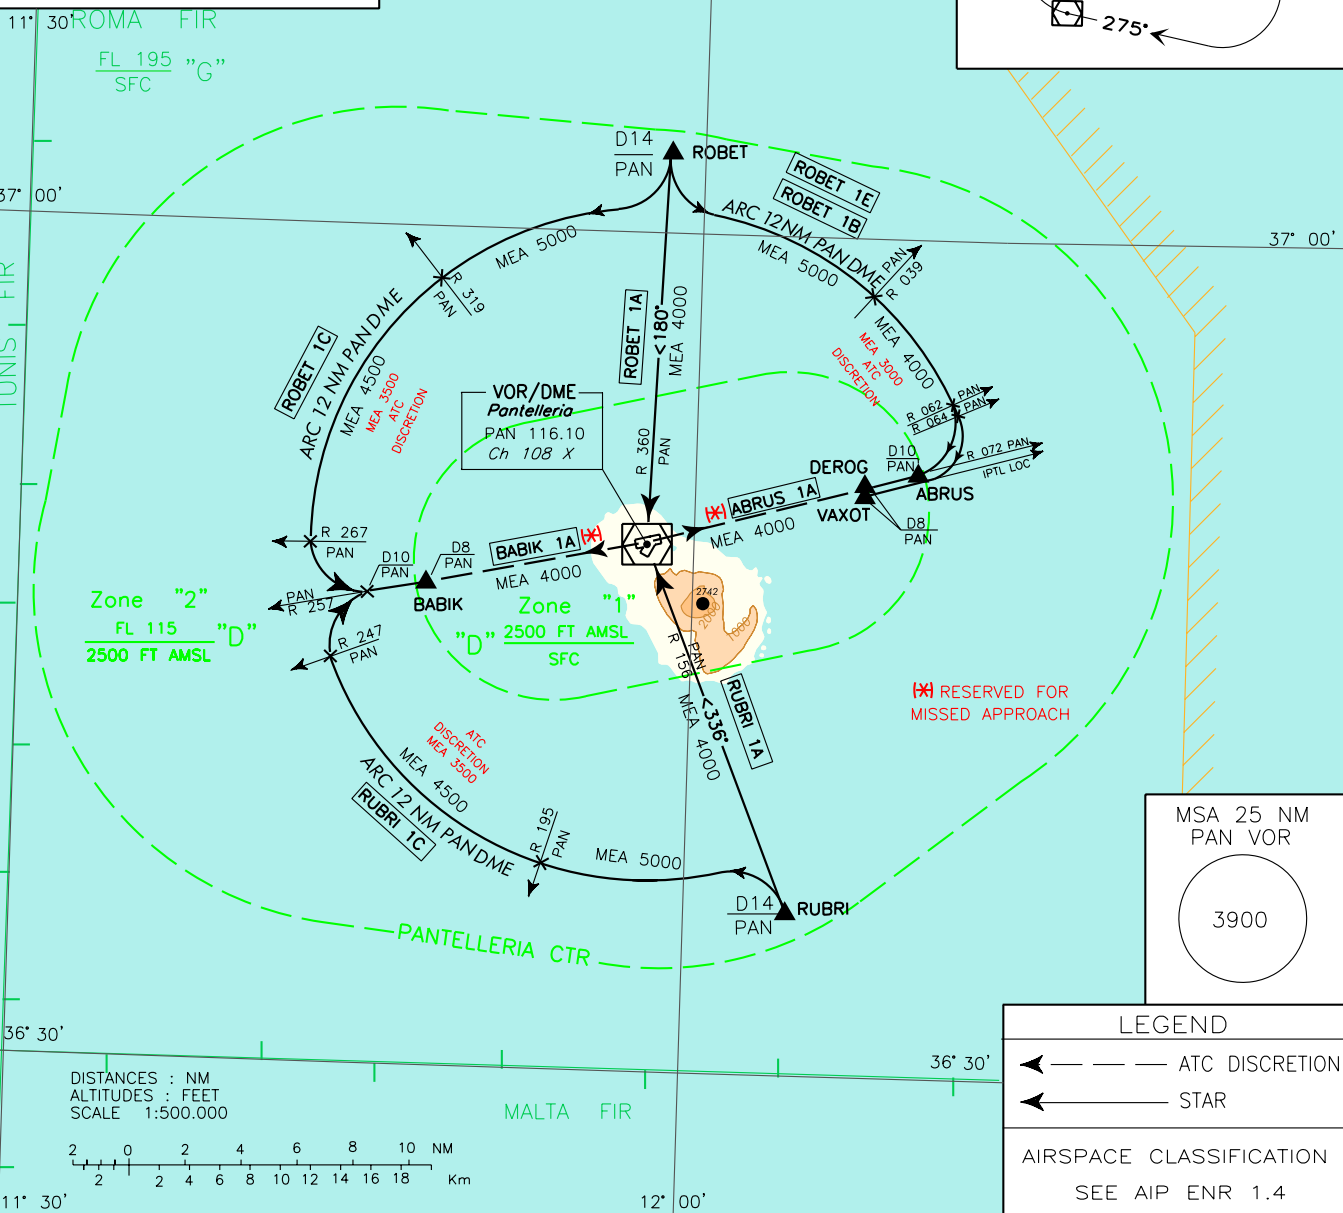 11° 30'
ROMA FIR
FL 195
SFC
"G"
275°
D14
PAN
ROBET
ROBET 1E
ROBET 1B
ARC 12NM PAN DME
MEA 5000
PAN
R 039
37° 00'
37° 00'
MEA 5000
R 319
PAN
TUNIS FIR
ROBET 1C
ARC 12 NM PAN DME
MEA 4500
MEA 3500
ATC
DISCRETION
ROBET 1A
<180°
MEA 4000
R 360
PAN
MEA 4000
MEA 3000
ATC
DISCRETION
R 062 PAN
R 064 PAN
VOR/DME
Pantelleria
PAN 116.10
Ch 108 X
D10
PAN
R 072 PAN
IPTL LOC
DEROG
ABRUS
VAXOT
D8
PAN
(*) ABRUS 1A
MEA 4000
BABIK 1A (*)
MEA 4000
R 267
PAN
D10
PAN
D8
PAN
BABIK
PAN
R 257
R 247
PAN
Zone "2"
FL 115
2500 FT AMSL
"D"
Zone "1"
"D"
2500 FT AMSL
SFC
2742
2000
1000
R 156
PAN
RUBRI 1A
<336°
MEA 4000
(*) RESERVED FOR
MISSED APPROACH
ATC
DISCRETION
MEA 3500
MEA 4500
ARC 12 NM PAN DME
RUBRI 1C
R 195
PAN
MEA 5000
D14
PAN
RUBRI
PANTELLERIA CTR
MSA 25 NM
PAN VOR
3900
36° 30'
36° 30'
LEGEND
ATC DISCRETION
STAR
AIRSPACE CLASSIFICATION
SEE AIP ENR 1.4
DISTANCES : NM
ALTITUDES : FEET
SCALE 1:500.000
MALTA FIR
2 0 2 4 6 8 10 NM
2 2 4 6 8 10 12 14 16 18 Km
11° 30'
12° 00'